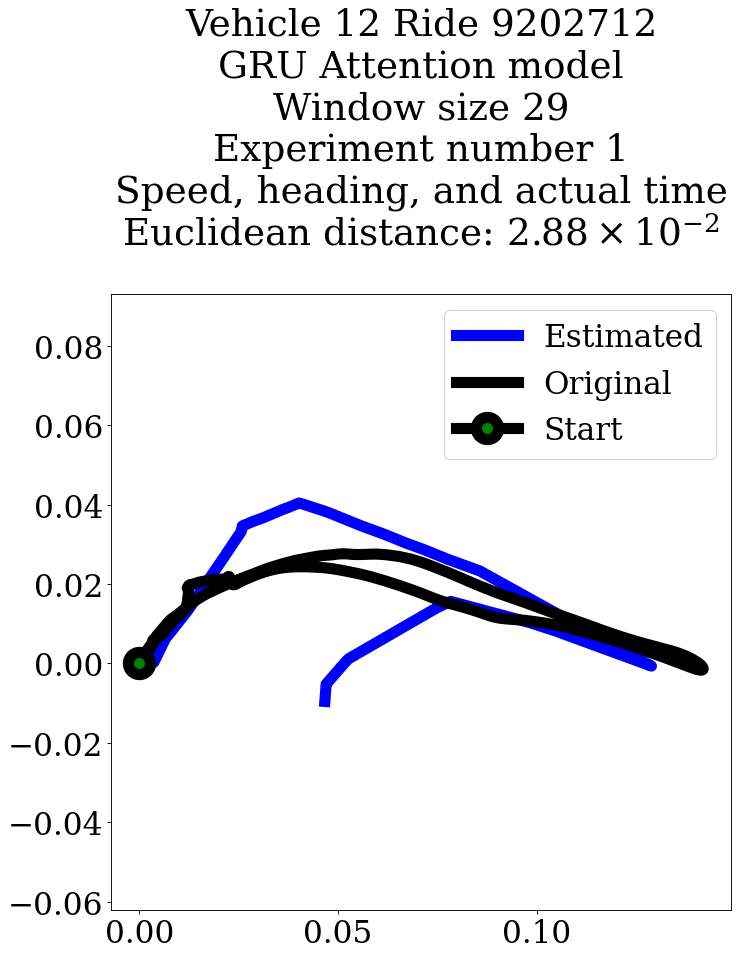 Vehicle 12 Ride 9202712
GRU Attention model
Window size 29
Experiment number 1
Speed, heading, and actual time
Euclidean distance: 2.88 × 10⁻²
Estimated
Original
Start
0.08
0.06
0.04
0.02
0.00
−0.02
−0.04
−0.06
0.00 0.05 0.10